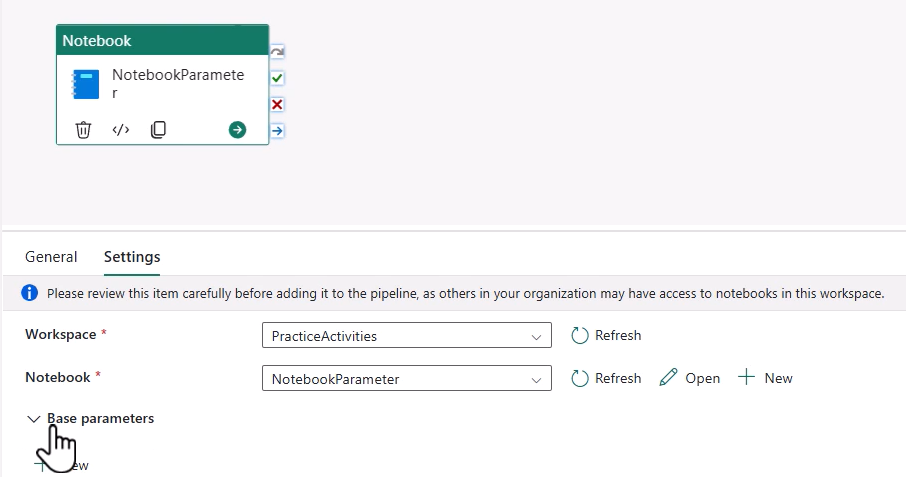 Notebook
NotebookParamete
r
General Settings
Please review this item carefully before adding it to the pipeline, as others in your organization may have access to notebooks in this workspace.
Workspace * PracticeActivities Refresh
Notebook * NotebookParameter Refresh Open New
Base parameters